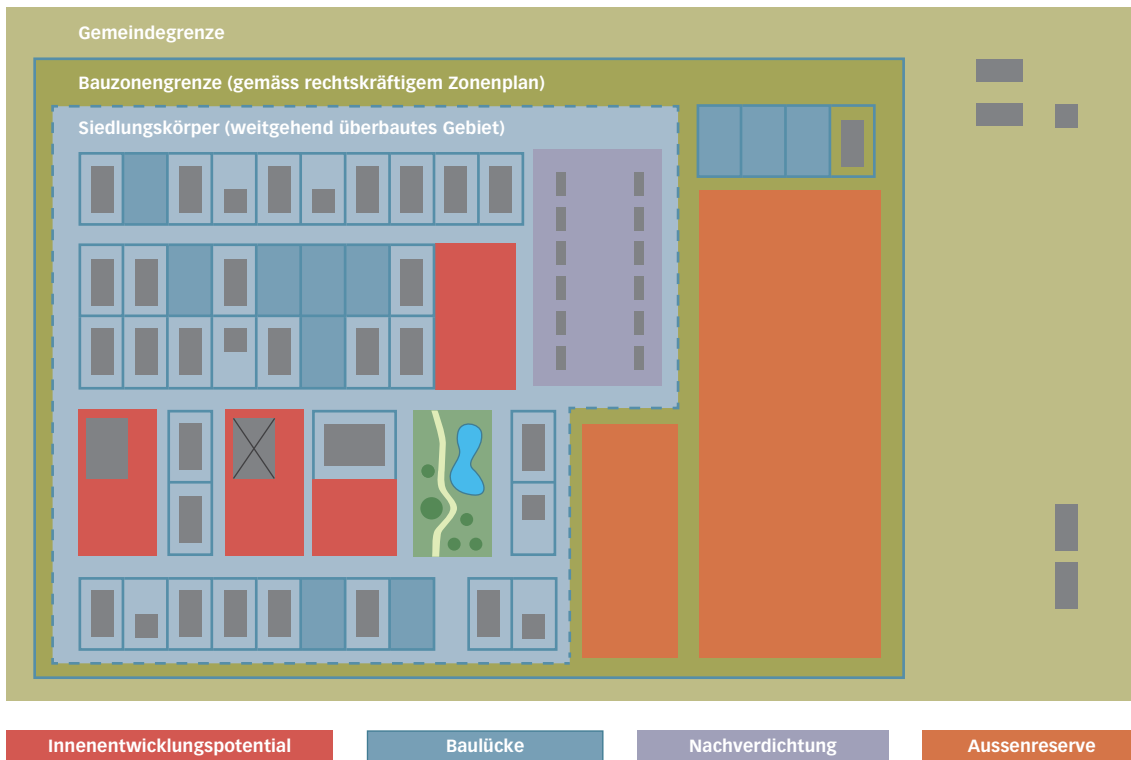 Gemeindegrenze
Bauzonengrenze (gemäss rechtskräftigem Zonenplan)
Siedlungskörper (weitgehend überbautes Gebiet)
Innenentwicklungspotential
Baulücke
Nachverdichtung
Aussenreserve